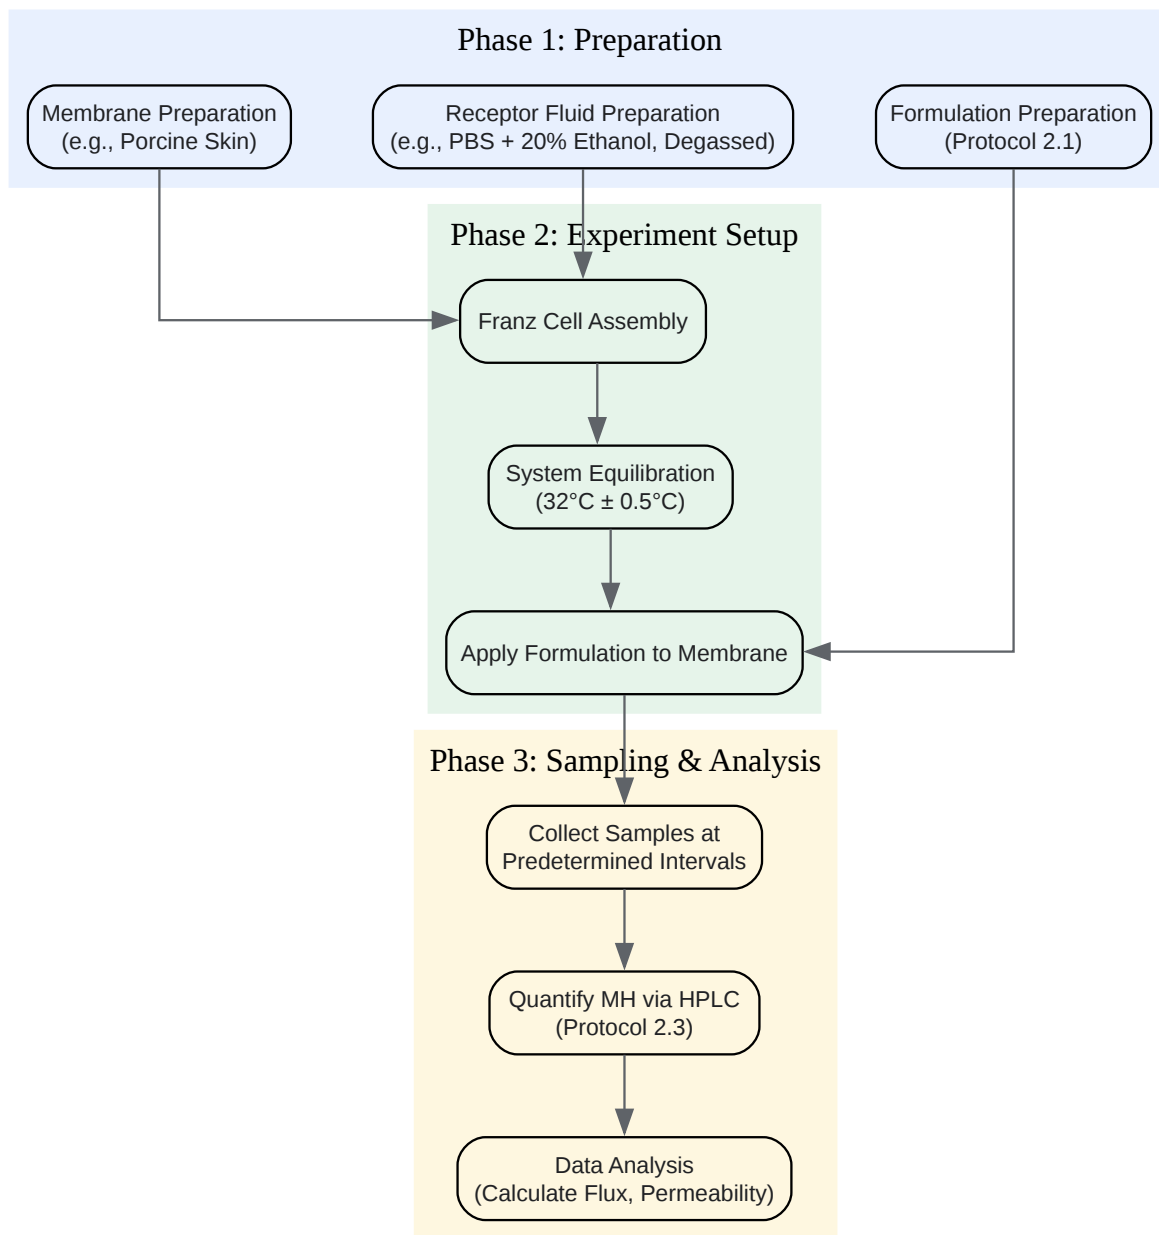 Phase 1: Preparation
Membrane Preparation
(e.g., Porcine Skin)
Receptor Fluid Preparation
(e.g., PBS + 20% Ethanol, Degassed)
Formulation Preparation
(Protocol 2.1)
Phase 2: Experiment Setup
Franz Cell Assembly
System Equilibration
(32°C ± 0.5°C)
Apply Formulation to Membrane
Phase 3: Sampling & Analysis
Collect Samples at
Predetermined Intervals
Quantify MH via HPLC
(Protocol 2.3)
Data Analysis
(Calculate Flux, Permeability)